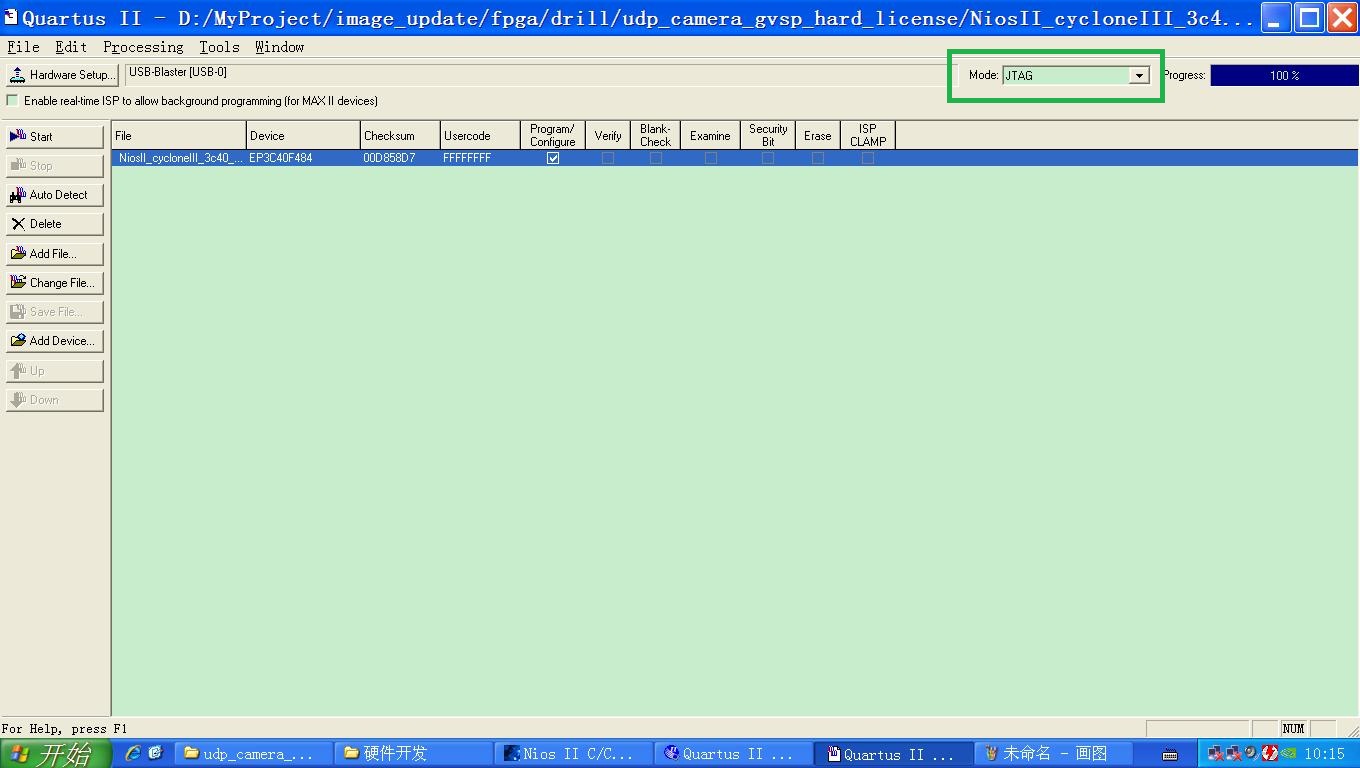 Quartus II - D:/MyProject/image_update/fpga/drill/udp_camera_gvsp_hard_license/NiosII_cycloneIII_3c4...
File Edit Processing Tools Window
Hardware Setup... USB-Blaster [USB-0] Mode: JTAG Progress: 100 %
Enable real-time ISP to allow background programming (for MAX II devices)
Start
Stop
Auto Detect
Delete
Add File...
Change File...
Save File...
Add Device...
Up
Down
File Device Checksum Usercode Program/ Configure Verify Blank- Check Examine Security Bit Erase ISP CLAMP
NiosII_cycloneIII_3c40_... EP3C40F484 00D858D7 FFFFFFFF
For Help, press F1 NUM
开始 udp_camera_... 硬件开发 Nios II C/C... Quartus II ... Quartus II ... 未命名 - 画图 10:15